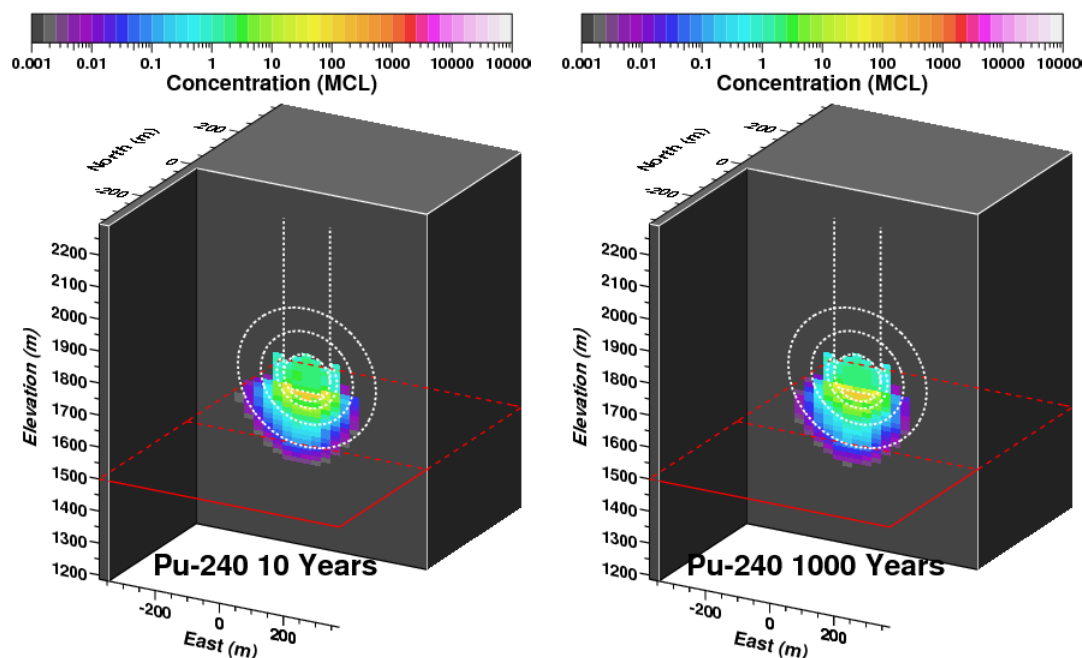 0.001 0.01 0.1 1 10 100 1000 10000 100000
Concentration (MCL)
-200
0
-200
North (m)
2200
2100
2000
1900
1800
1700
1600
1500
1400
1300
1200
Elevation (m)
Pu-240 10 Years
-200 0 200
East (m)
0.001 0.01 0.1 1 10 100 1000 10000 10000
Concentration (MCL)
-200
0
-200
North (m)
2200
2100
2000
1900
1800
1700
1600
1500
1400
1300
1200
Elevation (m)
Pu-240 1000 Years
-200 0 200
East (m)